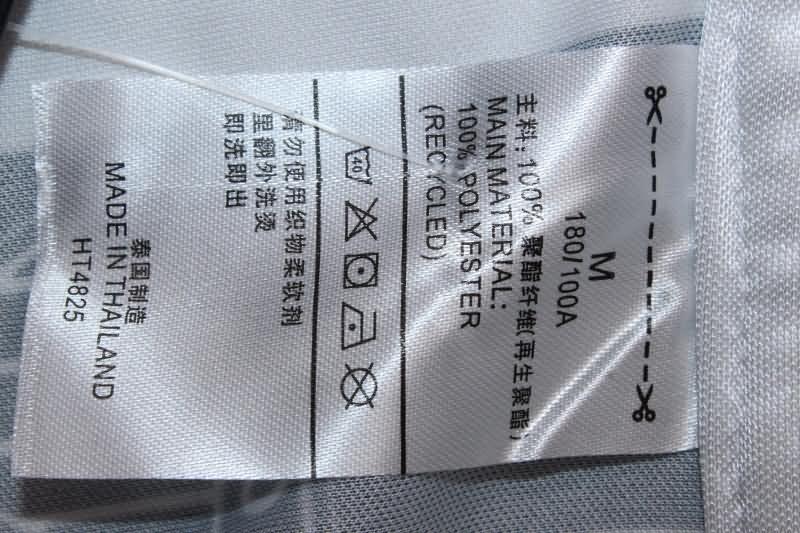 M
180/100A
主料:100% 聚酯纤维(再生聚酯)
MAIN MATERIAL:
100% POLYESTER
(RECYCLED)
40
请勿使用织物柔软剂
里翻外洗烫
即洗即出
泰国制造
MADE IN THAILAND
HT4825